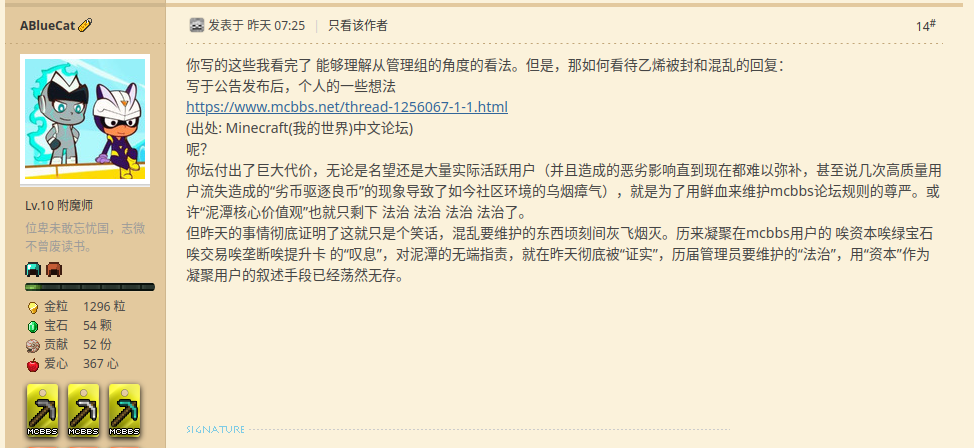 ABlueCat
发表于 昨天 07:25 | 只看该作者
14#
你写的这些我看完了 能够理解从管理组的角度的看法。但是，那如何看待乙烯被封和混乱的回复：
写于公告发布后，个人的一些想法
https://www.mcbbs.net/thread-1256067-1-1.html
(出处: Minecraft(我的世界)中文论坛)
呢？
你坛付出了巨大代价，无论是名望还是大量实际活跃用户（并且造成的恶劣影响直到现在都难以弥补，甚至说几次高质量用
户流失造成的“劣币驱逐良币”的现象导致了如今社区环境的乌烟瘴气），就是为了用鲜血来维护mcbbs论坛规则的尊严。或
许“泥潭核心价值观”也就只剩下 法治 法治 法治 法治了。
但昨天的事情彻底证明了这就只是个笑话，混乱要维护的东西顷刻间灰飞烟灭。历来凝聚在mcbbs用户的 唉资本唉绿宝石
唉交易唉垄断唉提升卡 的“叹息”，对泥潭的无端指责，就在昨天彻底被“证实”，历届管理员要维护的“法治”，用“资本”作为
凝聚用户的叙述手段已经荡然无存。
Lv.10 附魔师
位卑未敢忘忧国，志微
不曾废读书。
金粒 1296 粒
宝石 54 颗
贡献 52 份
爱心 367 心
MCBBS MCBBS MCBBS
SIGNATURE